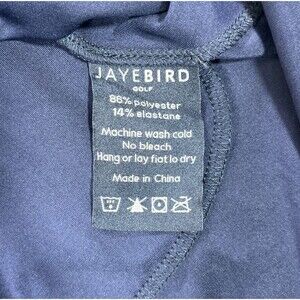 JAYEBIRD
GOLF
86% polyester
14% elastane
Machine wash cold
No bleach
Hang or lay flat to dry
Made in China